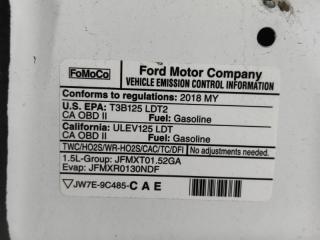 FoMoCo
Ford Motor Company
VEHICLE EMISSION CONTROL INFORMATION
Conforms to regulations: 2018 MY
U.S. EPA: T3B125 LDT2
CA OBD II Fuel: Gasoline
California: ULEV125 LDT
CA OBD II Fuel: Gasoline
TWC/HO2S/WR-HO2S/CAC/TC/DFI No adjustments needed.
1.5L-Group: JFMXT01.52GA
Evap: JFMXR0130NDF
JW7E-9C485-C A E